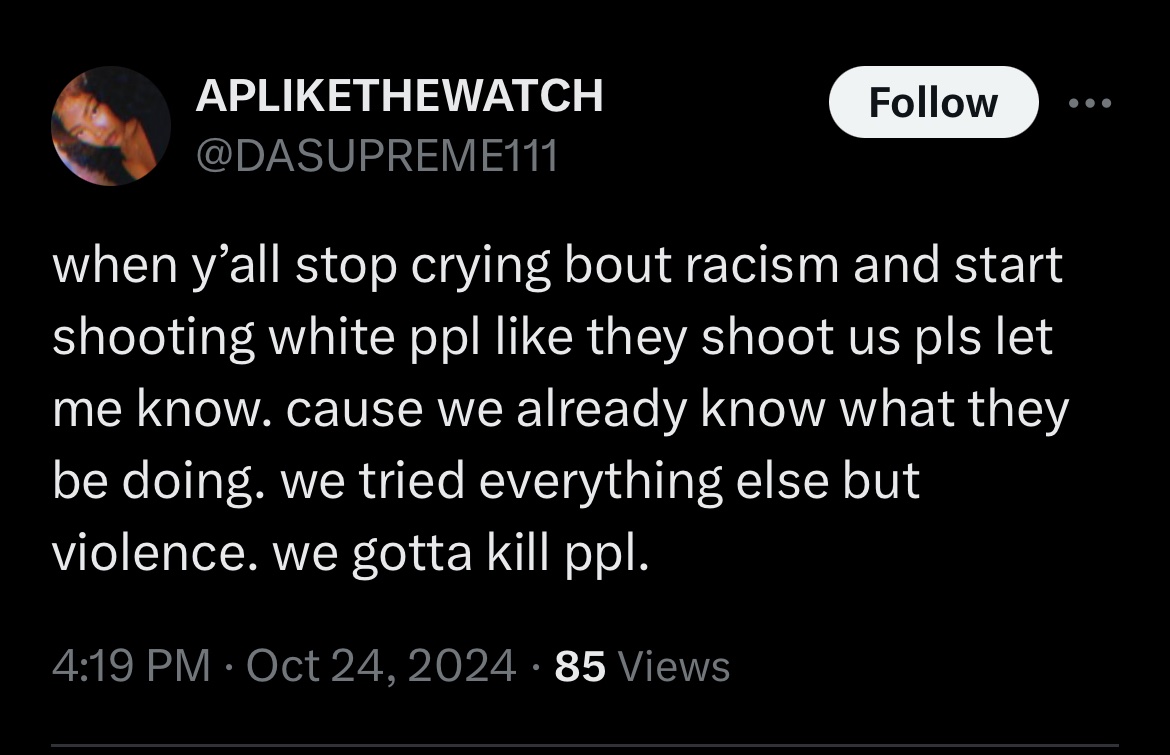 APLIKETHEWATCH
@DASUPREME111
Follow
when y’all stop crying bout racism and start
shooting white ppl like they shoot us pls let
me know. cause we already know what they
be doing. we tried everything else but
violence. we gotta kill ppl.
4:19 PM · Oct 24, 2024 · 85 Views